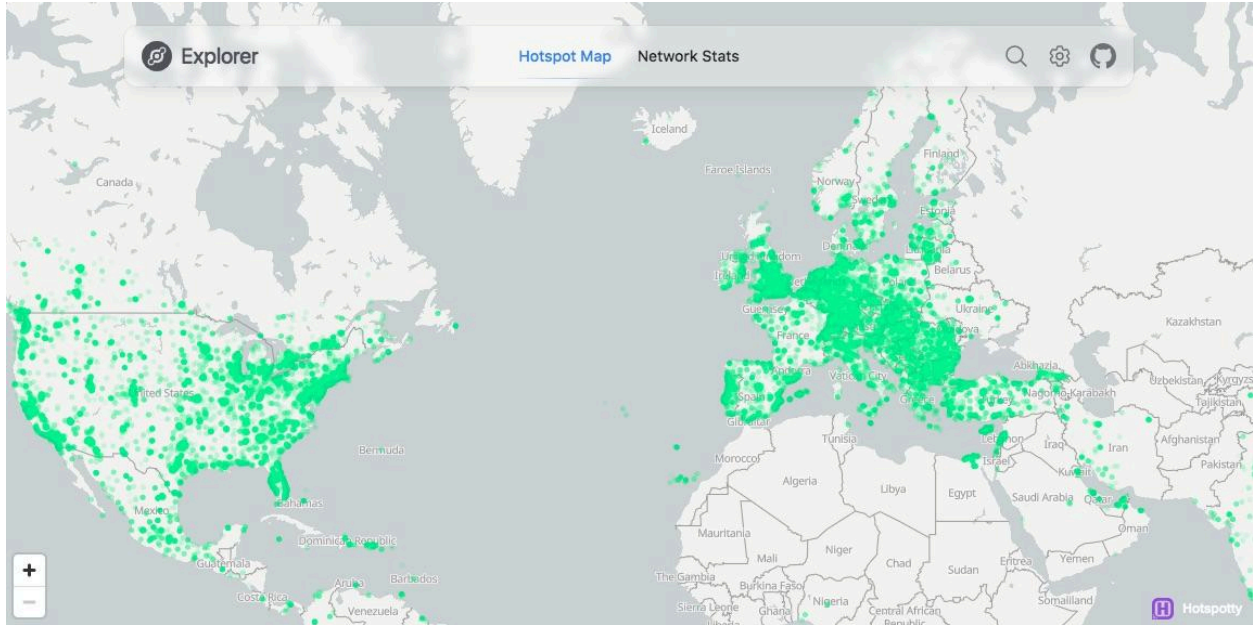 Explorer
Hotspot Map
Network Stats
Iceland
Faroe Islands
Finland
Canada
Norway
Estonia
Belarus
Ukraine
Kazakhstan
France
Guernsey
Andorra
Vatican City
Abkhazia
Nagorno-Karabakh
Uzbekistan
Tajikistan
United States
Spain
Gibraltar
Turkey
Bermuda
Tunisia
Lebanon
Israel
Iraq
Iran
Afghanistan
Pakistan
Morocco
Algeria
Libya
Egypt
Kuwait
Saudi Arabia
Qatar
Oman
Mexico
Bahamas
Dominican Republic
Guatemala
Mauritania
Mali
Niger
Chad
Sudan
Eritrea
Yemen
Aruba
Barbados
Costa Rica
Venezuela
The Gambia
Burkina Faso
Sierra Leone
Ghana
Nigeria
Central African
Republic
Somaliland
+
Hotspotty